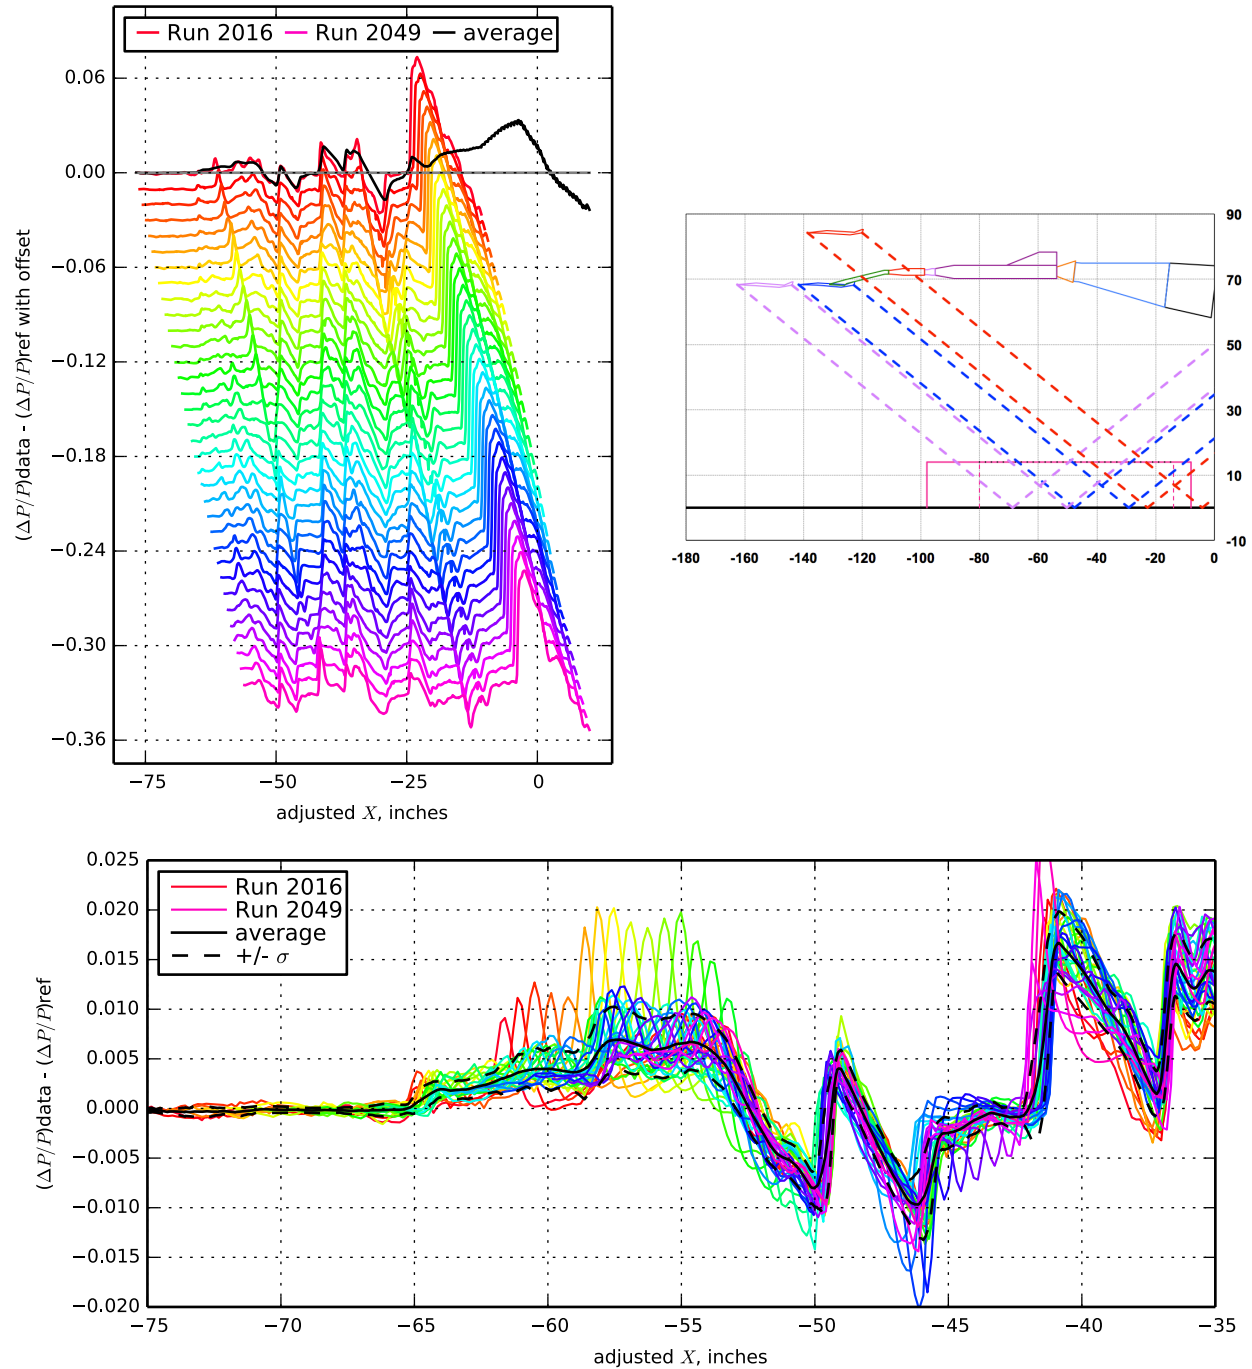 Run 2016 Run 2049 average
(ΔP/P)data - (ΔP/P)ref with offset
0.06
0.00
−0.06
−0.12
−0.18
−0.24
−0.30
−0.36
−75 −50 −25 0
adjusted X, inches
90
70
50
30
10
-10
-180 -160 -140 -120 -100 -80 -60 -40 -20 0
(ΔP/P)data - (ΔP/P)ref
0.025
0.020
0.015
0.010
0.005
0.000
−0.005
−0.010
−0.015
−0.020
Run 2016
Run 2049
average
+/- σ
−75 −70 −65 −60 −55 −50 −45 −40 −35
adjusted X, inches